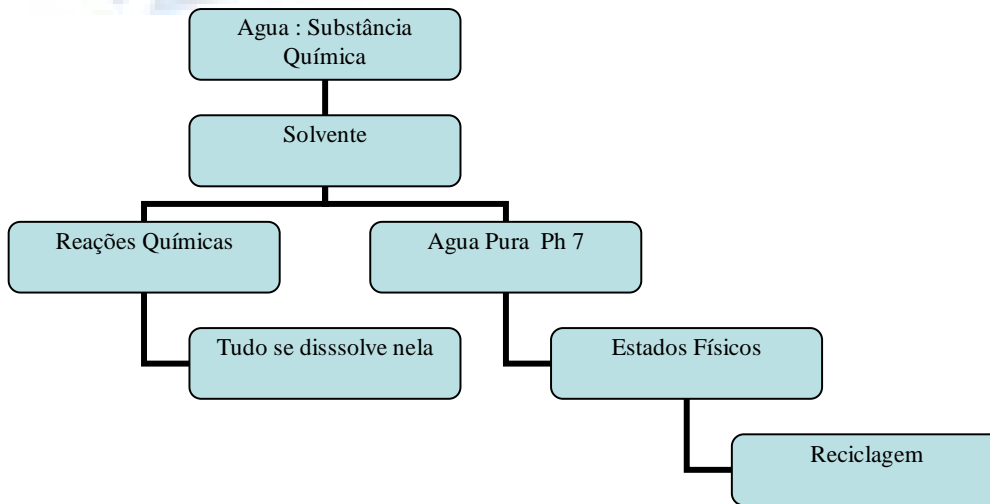 Agua : Substância
Química
Solvente
Reações Químicas
Agua Pura  Ph 7
Tudo se disssolve nela
Estados Físicos
Reciclagem